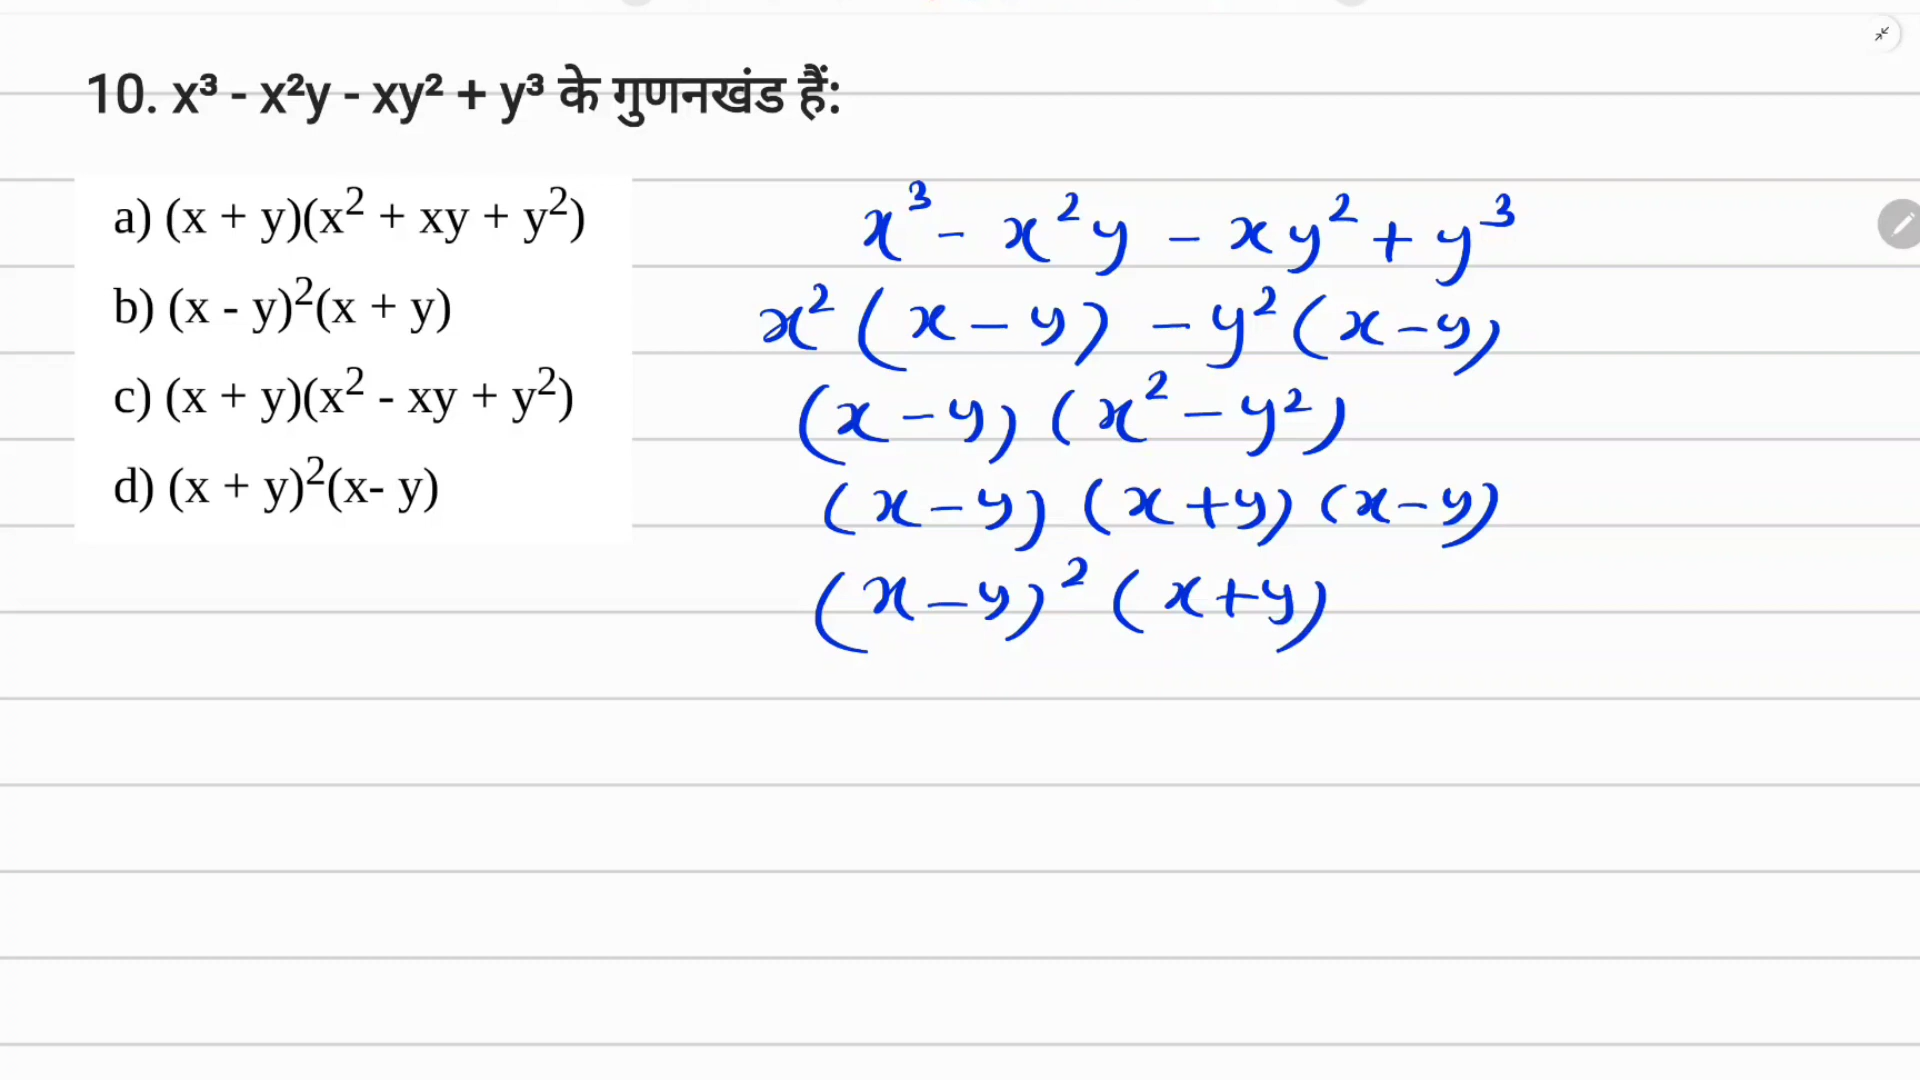 10. x³ - x²y - xy² + y³ के गुणनखंड हैं:
a) (x + y)(x² + xy + y²)
b) (x - y)²(x + y)
c) (x + y)(x² - xy + y²)
d) (x + y)²(x- y)
x³ - x²y - xy² + y³
x² (x - y) - y² (x - y)
(x - y) (x² - y²)
(x - y) (x + y) (x - y)
(x - y)² (x + y)